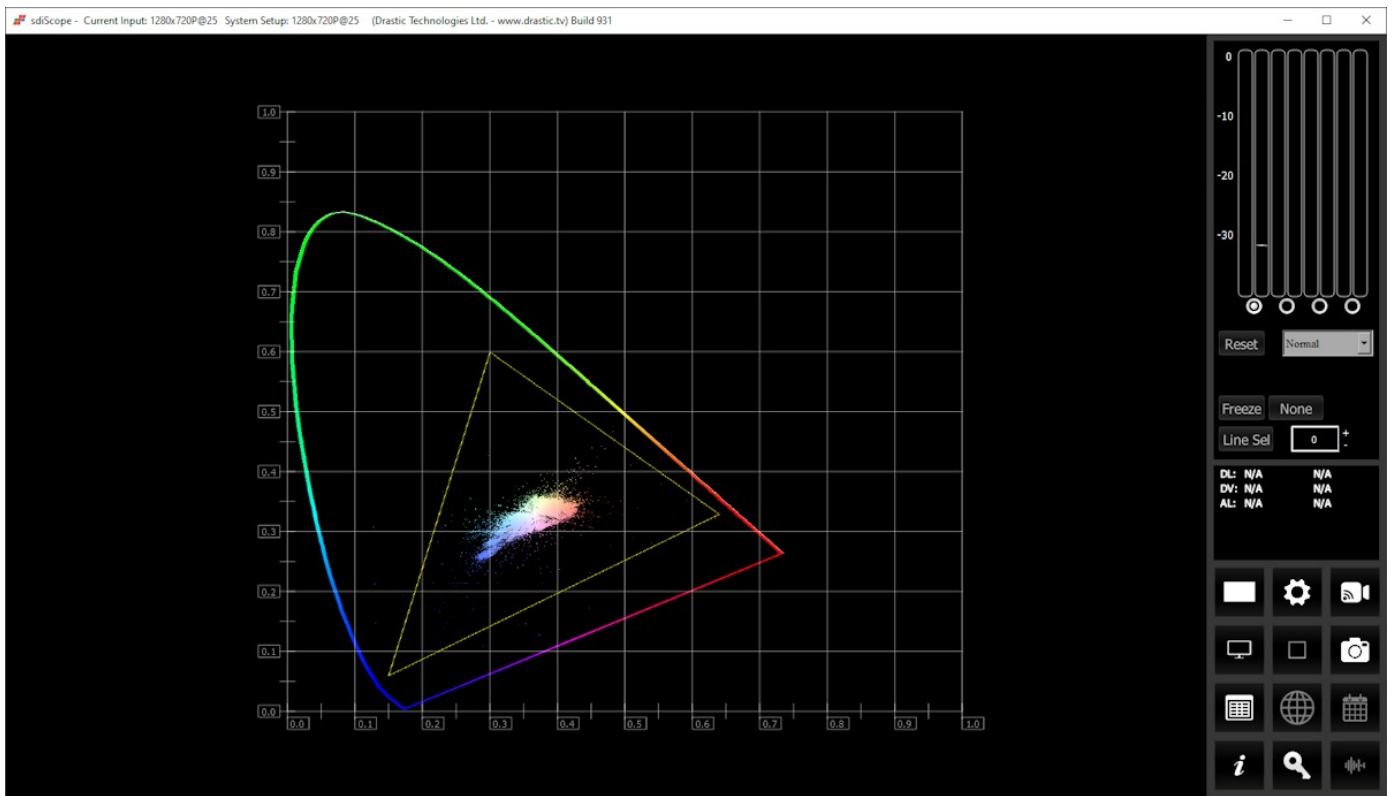 sdiScope - Current Input: 1280x720P@25 System Setup: 1280x720P@25 (Drastic Technologies Ltd. - www.drastic.tv) Build 931
1.0
0.9
0.8
0.7
0.6
0.5
0.4
0.3
0.2
0.1
0.0
0.0 0.1 0.2 0.3 0.4 0.5 0.6 0.7 0.8 0.9 1.0
0
-10
-20
-30
Reset Normal
Freeze None
Line Sel 0 + -
DL: N/A N/A
DV: N/A N/A
AL: N/A N/A
i